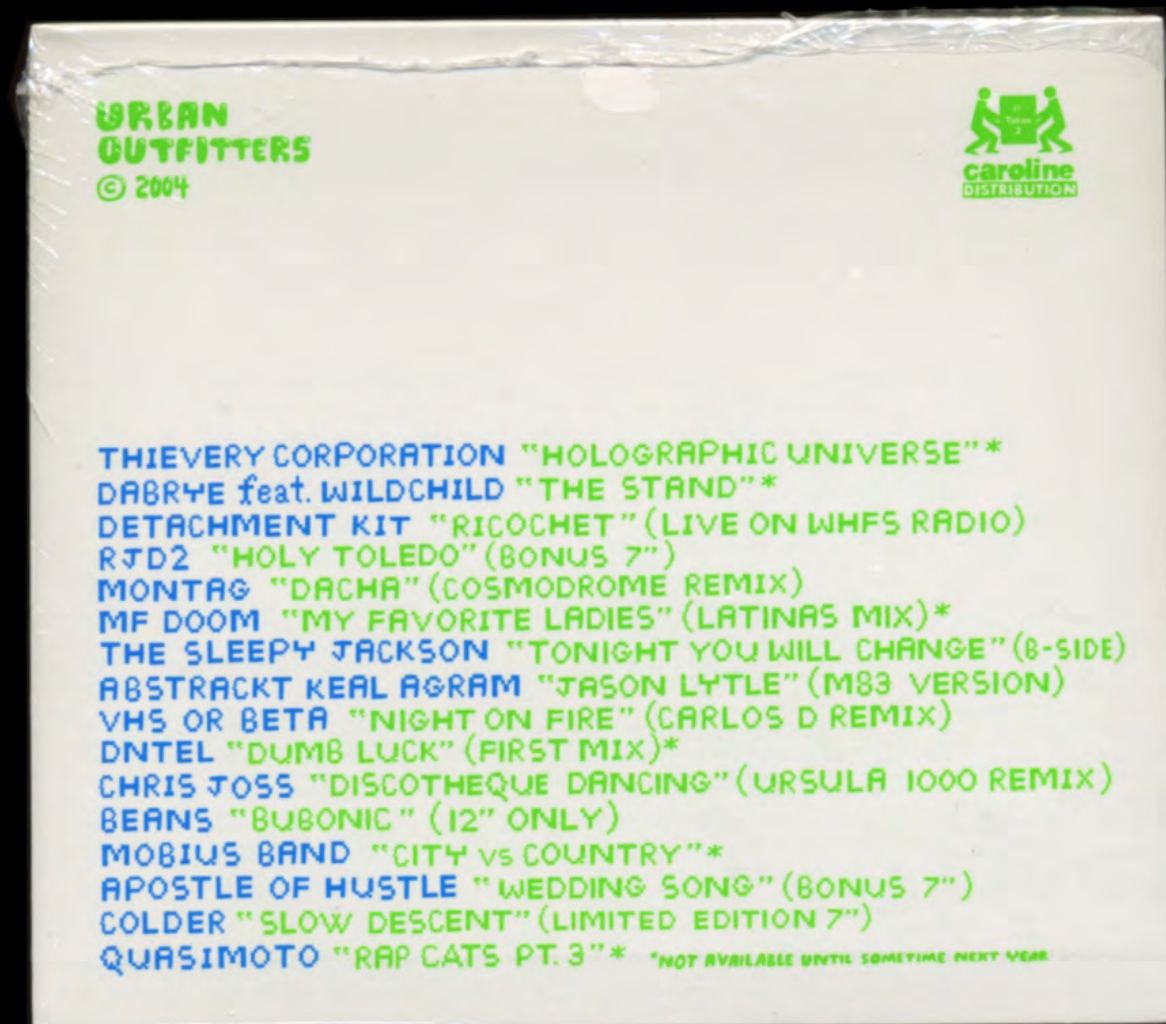 URBAN
OUTFITTERS
© 2004
caroline
DISTRIBUTION
THIEVERY CORPORATION "HOLOGRAPHIC UNIVERSE"*
DABRYE feat. WILDCHILD "THE STAND"*
DETACHMENT KIT "RICOCHET" (LIVE ON WHFS RADIO)
RJD2 "HOLY TOLEDO" (BONUS 7")
MONTAG "DACHA" (COSMODROME REMIX)
MF DOOM "MY FAVORITE LADIES" (LATINAS MIX)*
THE SLEEPY JACKSON "TONIGHT YOU WILL CHANGE" (B-SIDE)
ABSTRACKT KEAL AGRAM "JASON LYTLE" (M83 VERSION)
VHS OR BETA "NIGHT ON FIRE" (CARLOS D REMIX)
DNTEL "DUMB LUCK" (FIRST MIX)*
CHRIS JOSS "DISCOTHEQUE DANCING" (URSULA 1000 REMIX)
BEANS "BUBONIC" (12" ONLY)
MOBIUS BAND "CITY vs COUNTRY"*
APOSTLE OF HUSTLE "WEDDING SONG" (BONUS 7")
COLDER "SLOW DESCENT" (LIMITED EDITION 7")
QUASIMOTO "RAP CATS PT. 3"* *NOT AVAILABLE UNTIL SOMETIME NEXT YEAR